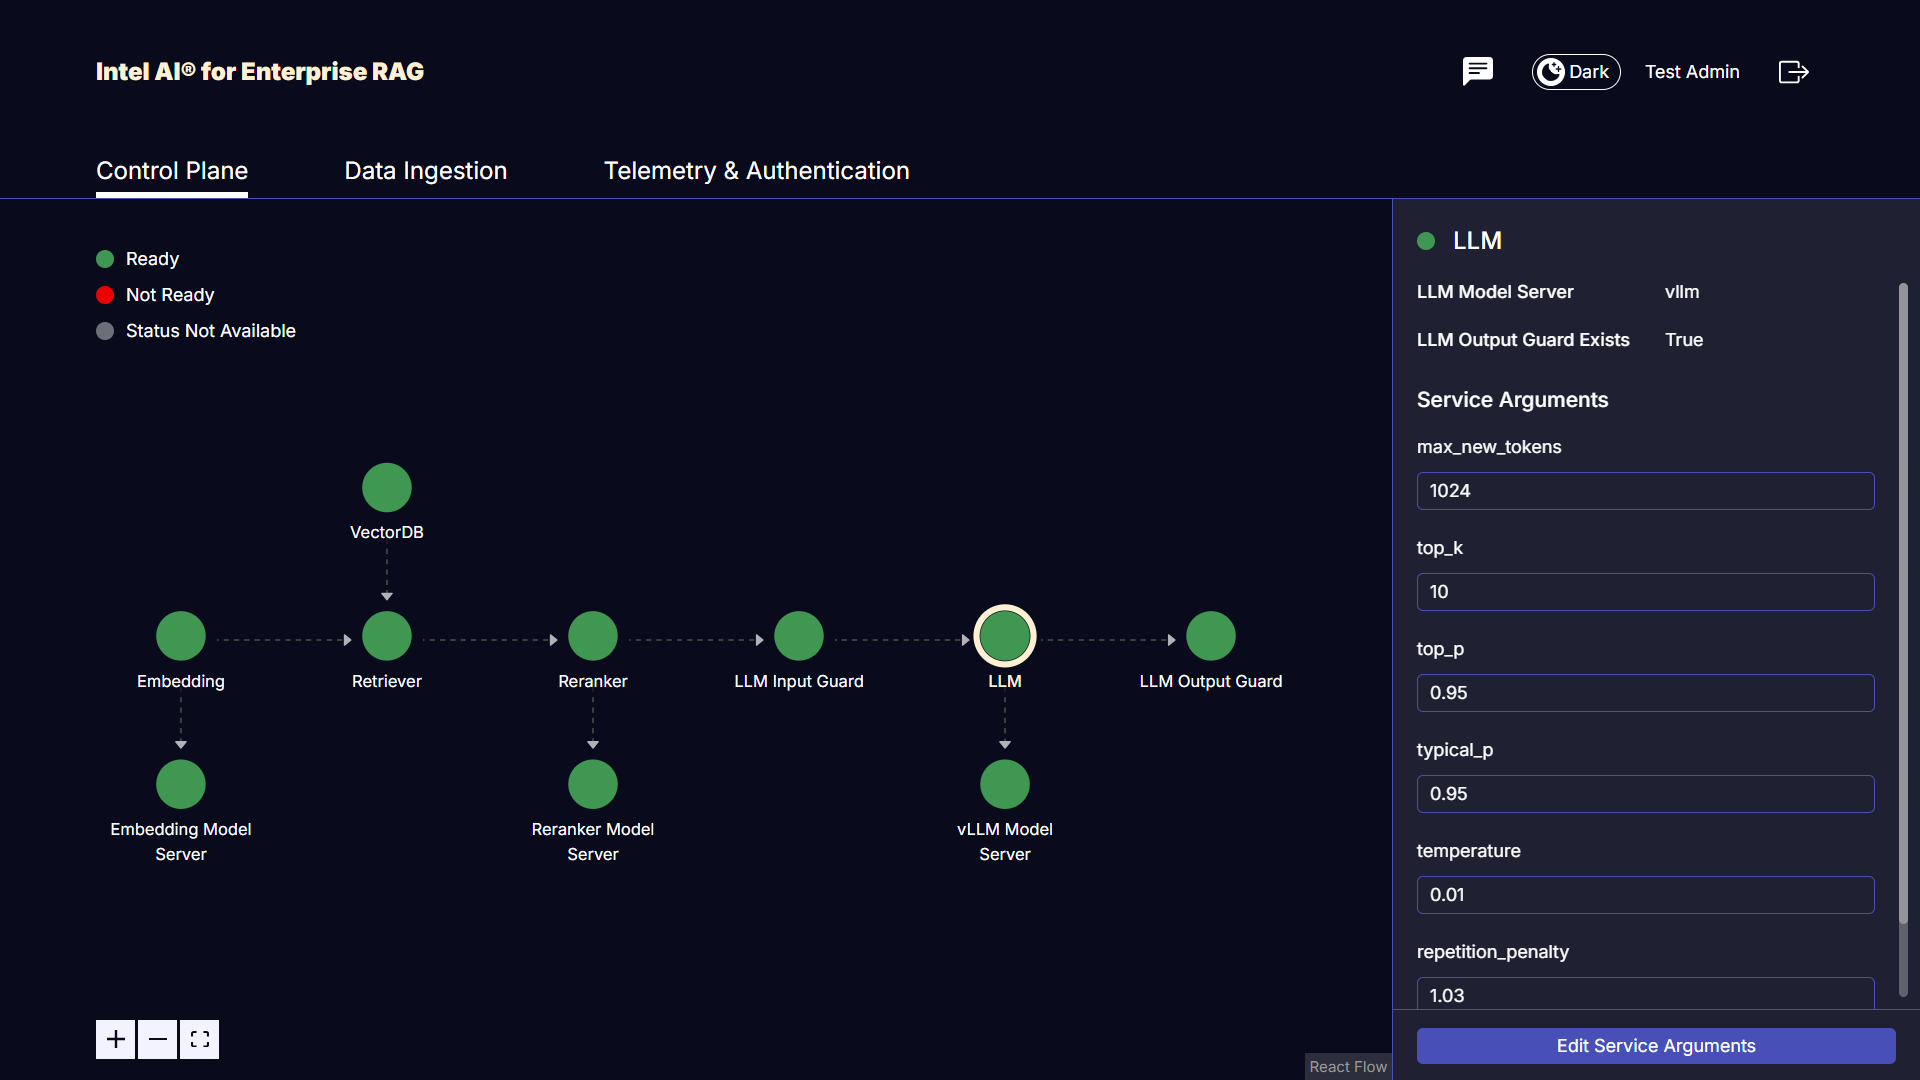 Intel AI® for Enterprise RAG
Dark
Test Admin
Control Plane
Data Ingestion
Telemetry & Authentication
Ready
Not Ready
Status Not Available
VectorDB
Embedding
Retriever
Reranker
LLM Input Guard
LLM
LLM Output Guard
Embedding Model
Server
Reranker Model
Server
vLLM Model
Server
React Flow
LLM
LLM Model Server
vllm
LLM Output Guard Exists
True
Service Arguments
max_new_tokens
1024
top_k
10
top_p
0.95
typical_p
0.95
temperature
0.01
repetition_penalty
1.03
Edit Service Arguments